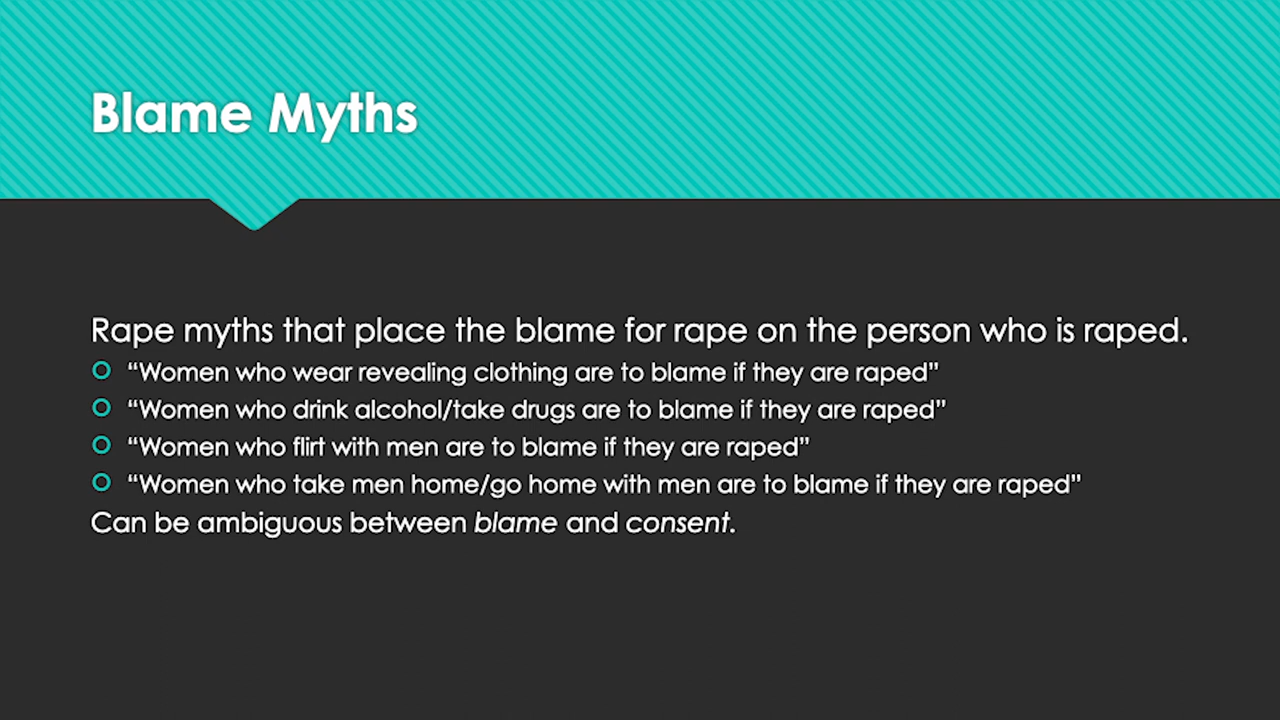 Blame Myths
Rape myths that place the blame for rape on the person who is raped.
“Women who wear revealing clothing are to blame if they are raped”
“Women who drink alcohol/take drugs are to blame if they are raped”
“Women who flirt with men are to blame if they are raped”
“Women who take men home/go home with men are to blame if they are raped”
Can be ambiguous between blame and consent.